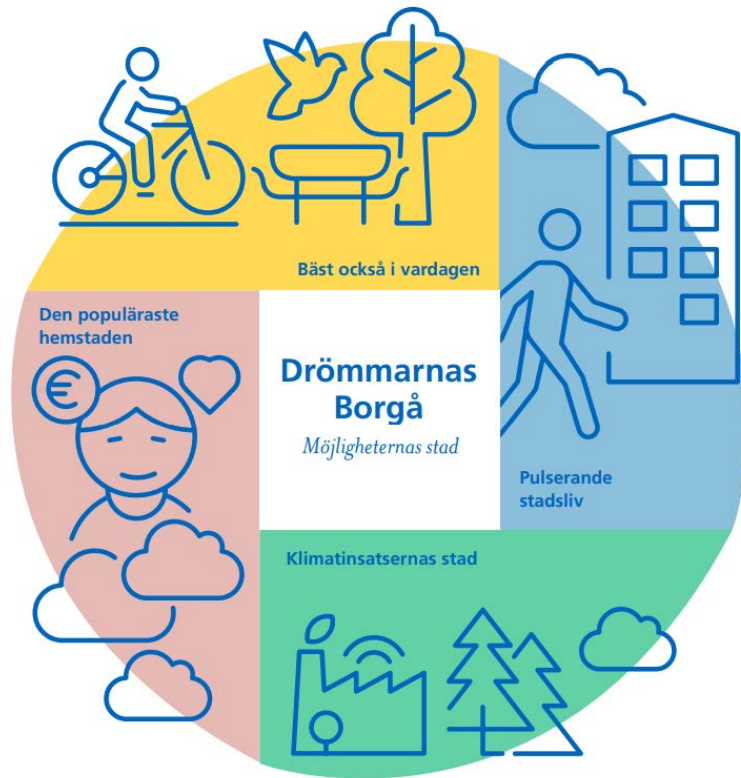 Bäst också i vardagen
Den populäraste
hemstaden
€
Drömmarnas
Borgå
Möjligheternas stad
Pulserande
stadsliv
Klimatinsatsernas stad